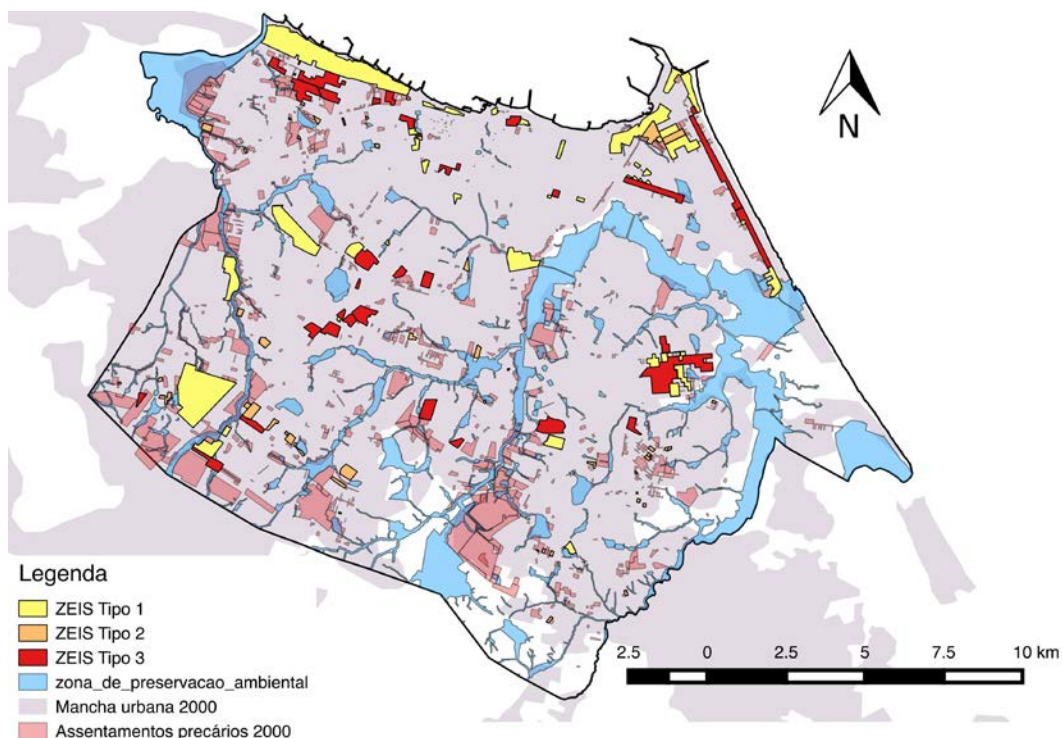 N
Legenda
ZEIS Tipo 1
ZEIS Tipo 2
ZEIS Tipo 3
zona_de_preservacao_ambiental
Mancha urbana 2000
Assentamentos precários 2000
2.5 0 2.5 5 7.5 10 km